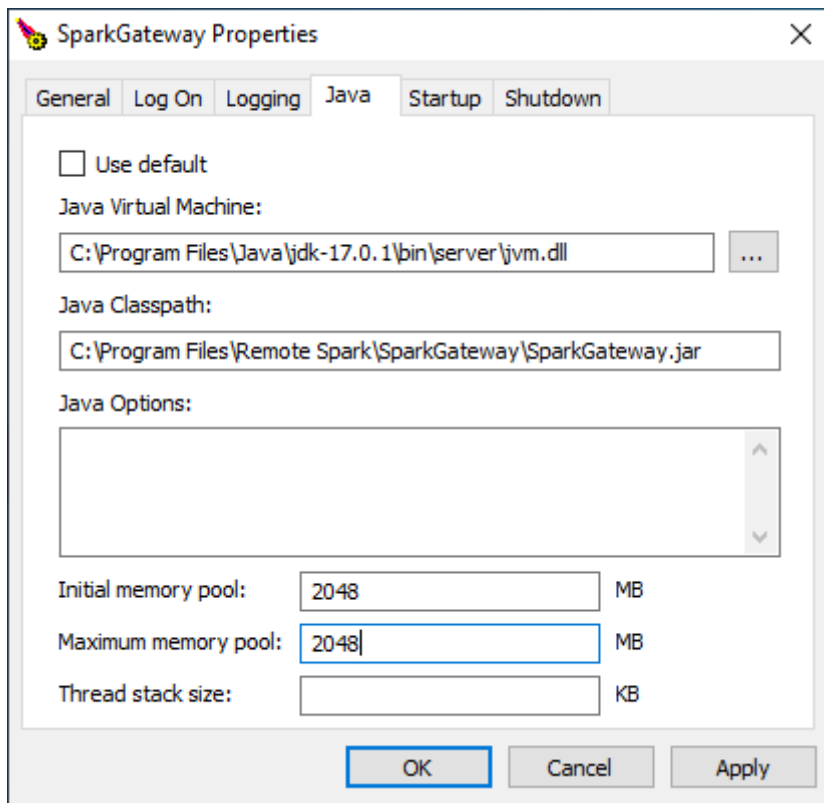 SparkGateway Properties
General Log On Logging Java Startup Shutdown
Use default
Java Virtual Machine:
C:\Program Files\Java\jdk-17.0.1\bin\server\jvm.dll ...
Java Classpath:
C:\Program Files\Remote Spark\SparkGateway\SparkGateway.jar
Java Options:
Initial memory pool: 2048 MB
Maximum memory pool: 2048 MB
Thread stack size: KB
OK Cancel Apply